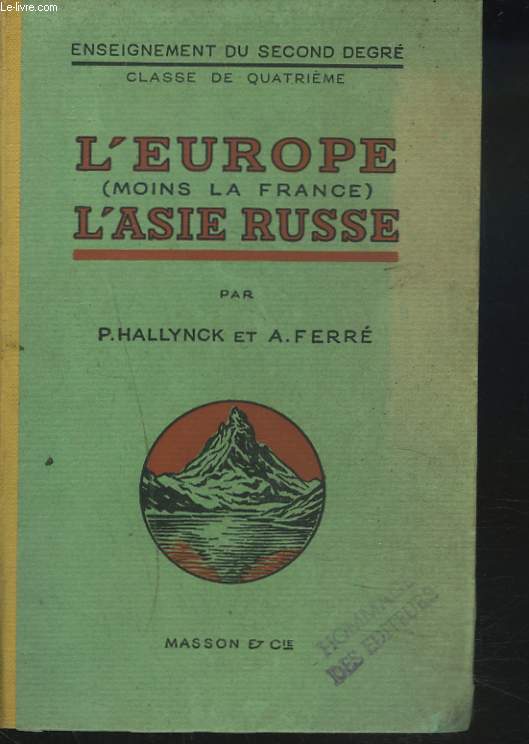 Le-livre.com
ENSEIGNEMENT DU SECOND DEGRÉ
CLASSE DE QUATRIÈME
L'EUROPE
(MOINS LA FRANCE)
L'ASIE RUSSE
PAR
P. HALLYNCK ET A. FERRÉ
MASSON & CIE
HOMMAGE
DES EDITEURS